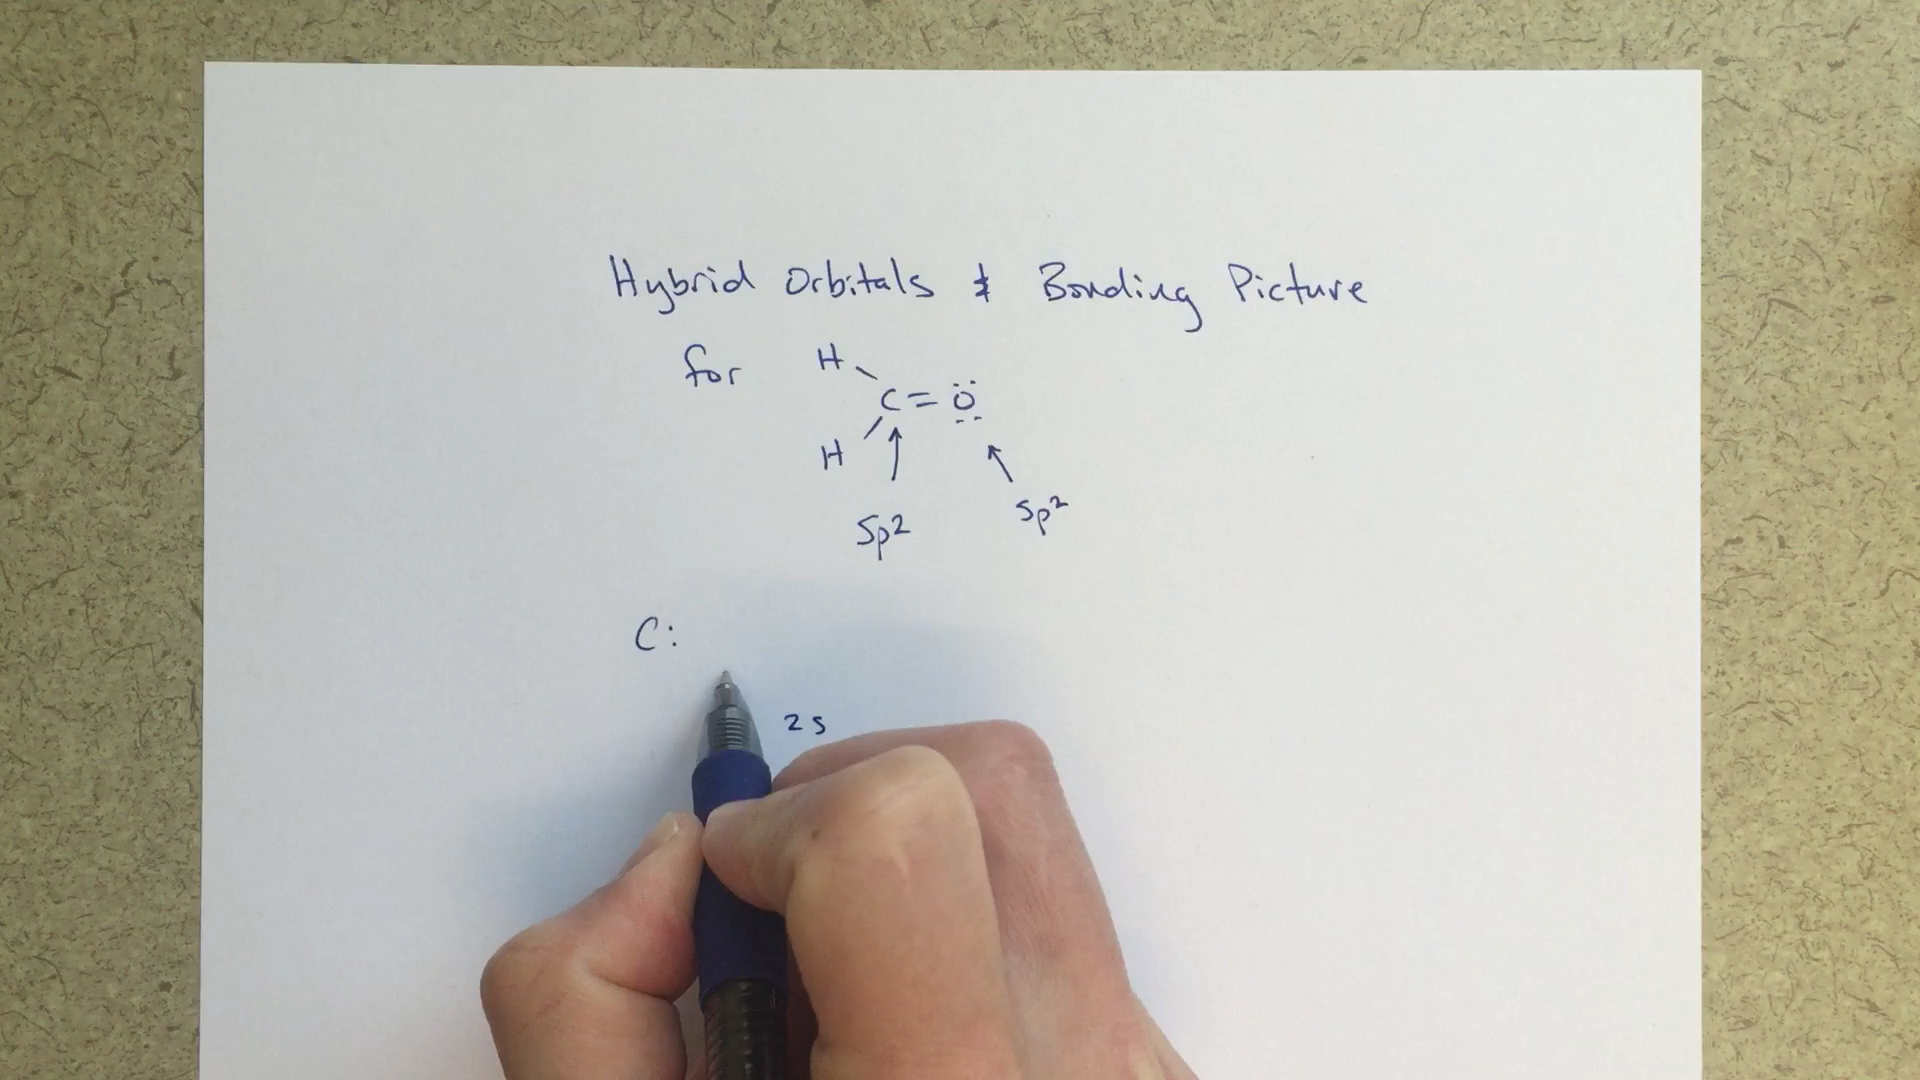 Hybrid Orbitals & Bonding Picture
for H
C = Ö
H
Sp2
Sp²
C:
2s